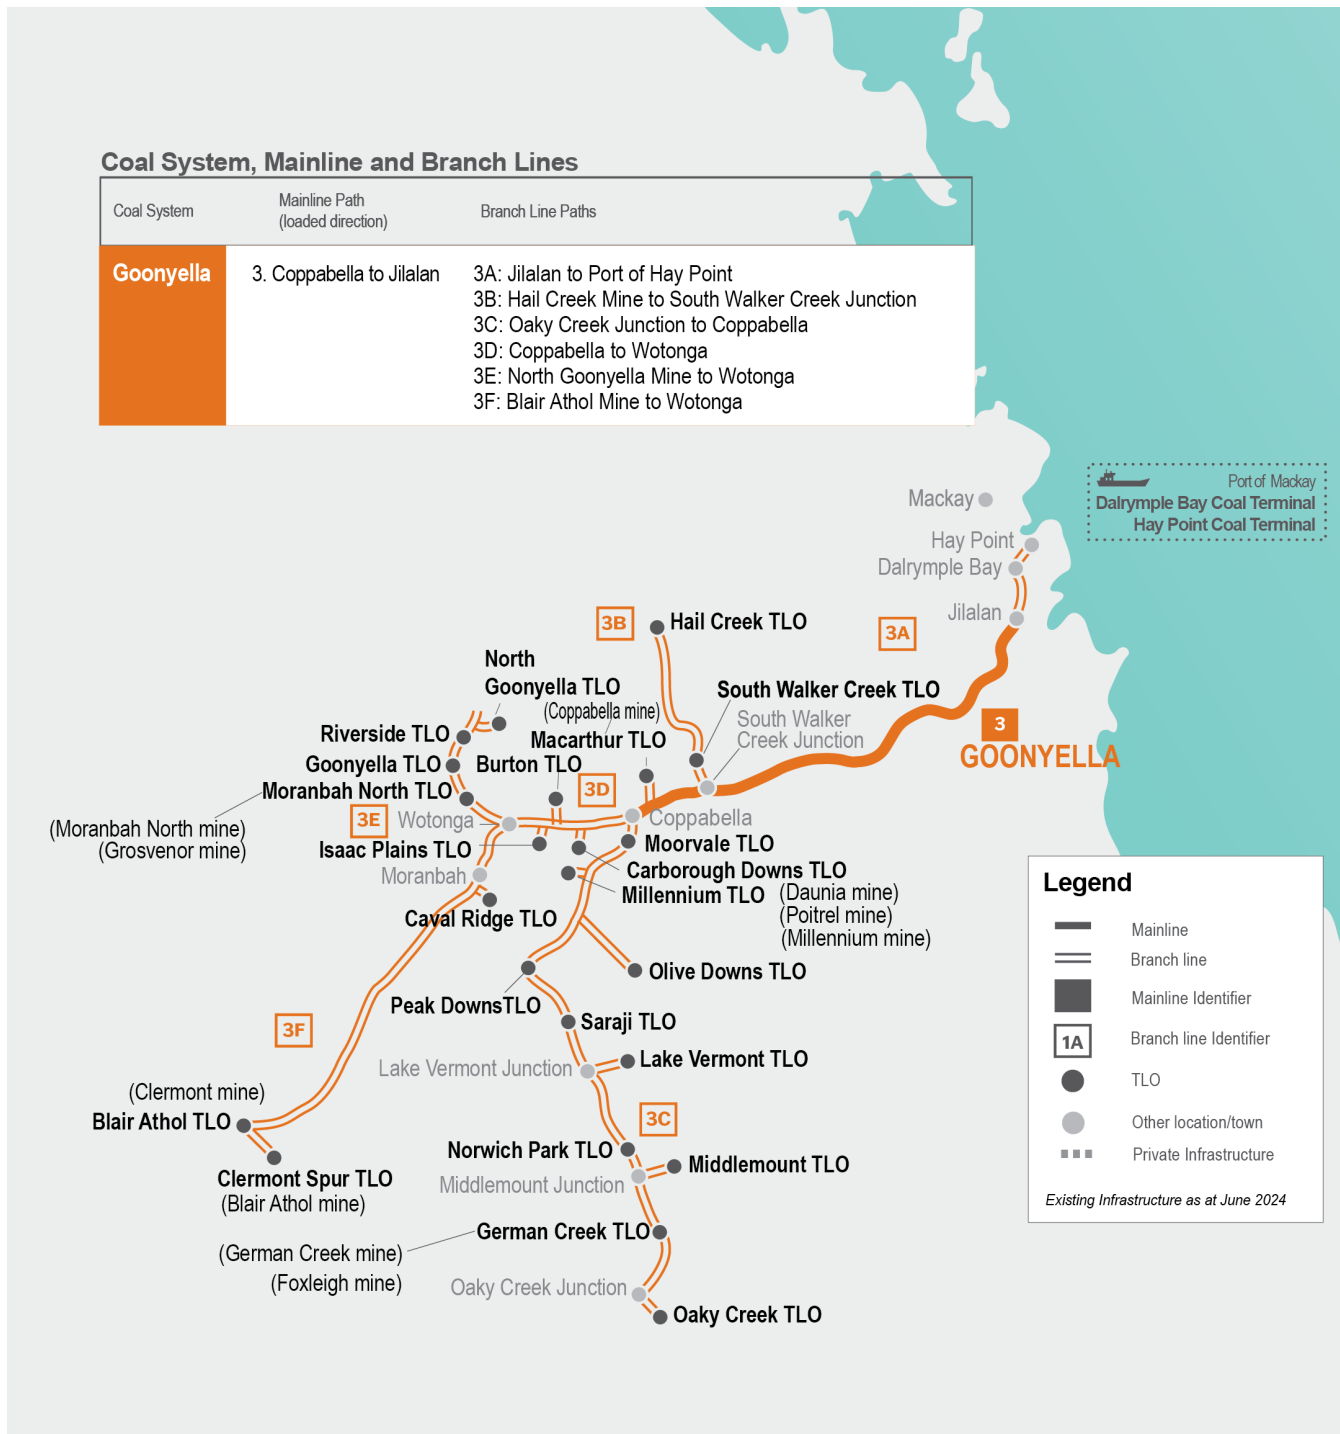 Coal System, Mainline and Branch Lines
Coal System
Mainline Path
(loaded direction)
Branch Line Paths
Goonyella
3. Coppabella to Jilalan
3A: Jilalan to Port of Hay Point
3B: Hail Creek Mine to South Walker Creek Junction
3C: Oaky Creek Junction to Coppabella
3D: Coppabella to Wotonga
3E: North Goonyella Mine to Wotonga
3F: Blair Athol Mine to Wotonga
Port of Mackay
Dalrymple Bay Coal Terminal
Hay Point Coal Terminal
Mackay
Hay Point
Dalrymple Bay
Jilalan
3B
Hail Creek TLO
3A
North
Goonyella TLO
(Coppabella mine)
South Walker Creek TLO
South Walker
Creek Junction
3
GOONYELLA
Riverside TLO
Macarthur TLO
Goonyella TLO
Burton TLO
Moranbah North TLO
3D
(Moranbah North mine)
(Grosvenor mine)
3E
Wotonga
Coppabella
Isaac Plains TLO
Moorvale TLO
Moranbah
Carborough Downs TLO
Millennium TLO
(Daunia mine)
(Poitrel mine)
(Millennium mine)
Caval Ridge TLO
Olive Downs TLO
Peak DownsTLO
Saraji TLO
3F
Lake Vermont Junction
Lake Vermont TLO
(Clermont mine)
Blair Athol TLO
3C
Norwich Park TLO
Middlemount TLO
Clermont Spur TLO
(Blair Athol mine)
Middlemount Junction
German Creek TLO
(German Creek mine)
(Foxleigh mine)
Oaky Creek Junction
Oaky Creek TLO
Legend
Mainline
Branch line
Mainline Identifier
1A
Branch line Identifier
TLO
Other location/town
Private Infrastructure
Existing Infrastructure as at June 2024